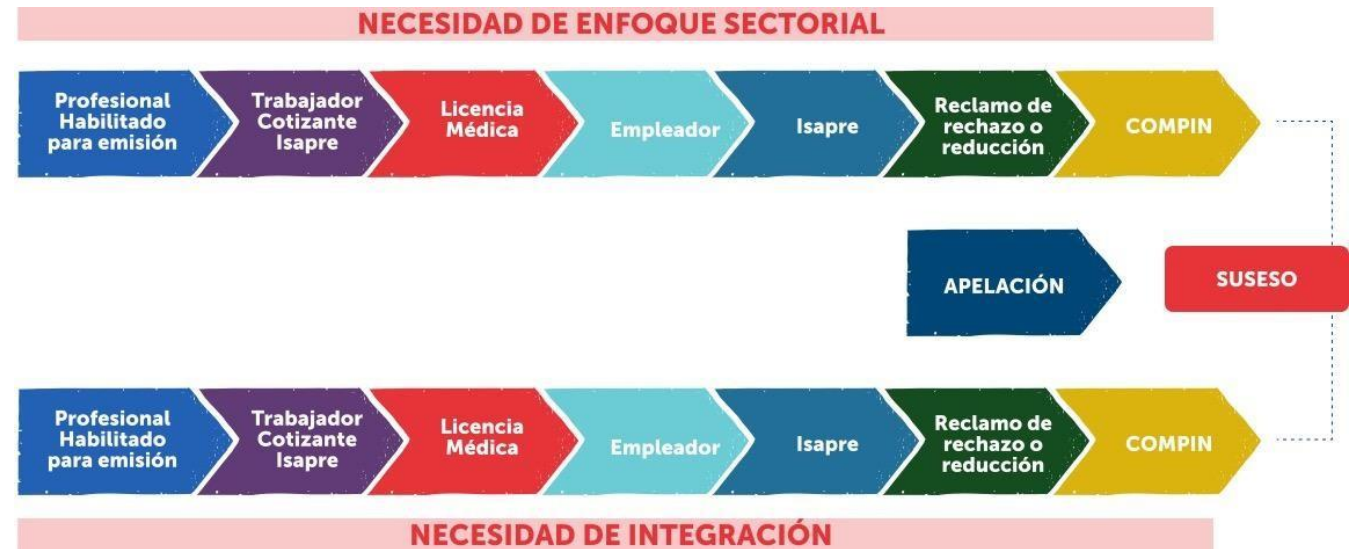 NECESIDAD DE ENFOQUE SECTORIAL
Profesional
Habilitado
para emisión
Trabajador
Cotizante
Isapre
Licencia
Médica
Empleador
Isapre
Reclamo de
rechazo o
reducción
COMPIN
APELACIÓN
SUSESO
Profesional
Habilitado
para emisión
Trabajador
Cotizante
Isapre
Licencia
Médica
Empleador
Isapre
Reclamo de
rechazo o
reducción
COMPIN
NECESIDAD DE INTEGRACIÓN